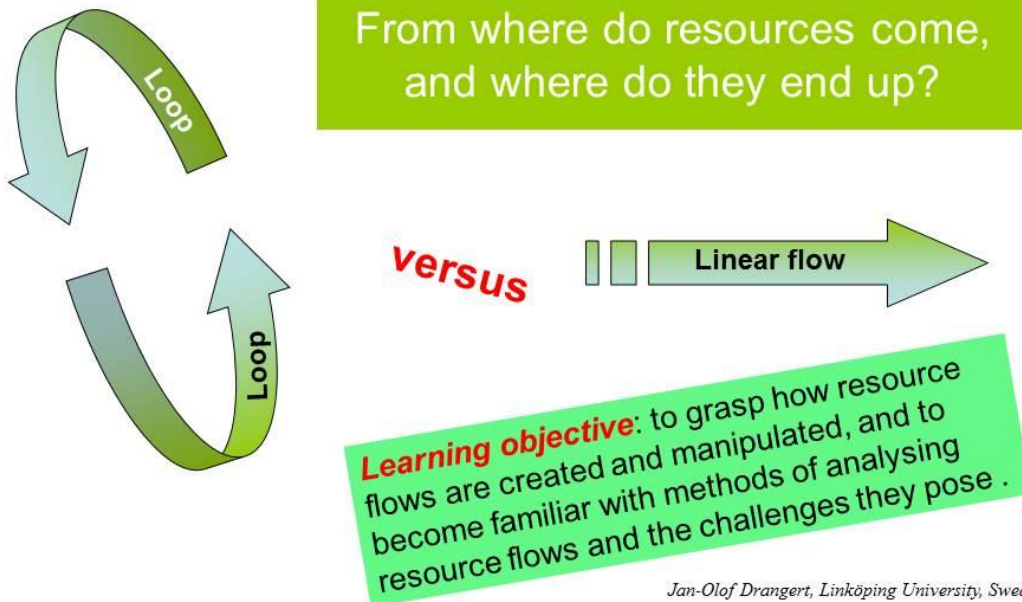 From where do resources come,
and where do they end up?
Loop
Loop
versus
Linear flow
Learning objective: to grasp how resource
flows are created and manipulated, and to
become familiar with methods of analysing
resource flows and the challenges they pose .
Jan-Olof Drangert, Linköping University, Swe